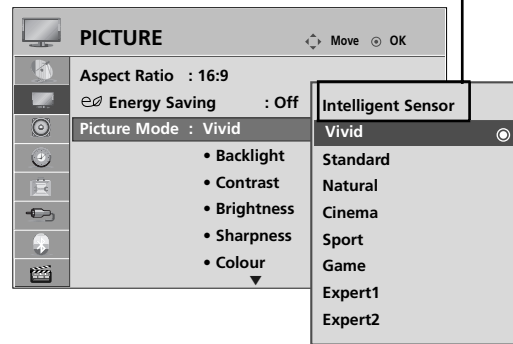 PICTURE
Move OK
Aspect Ratio : 16:9
Energy Saving : Off
Picture Mode : Vivid
• Backlight
• Contrast
• Brightness
• Sharpness
• Colour
Intelligent Sensor
Vivid
Standard
Natural
Cinema
Sport
Game
Expert1
Expert2